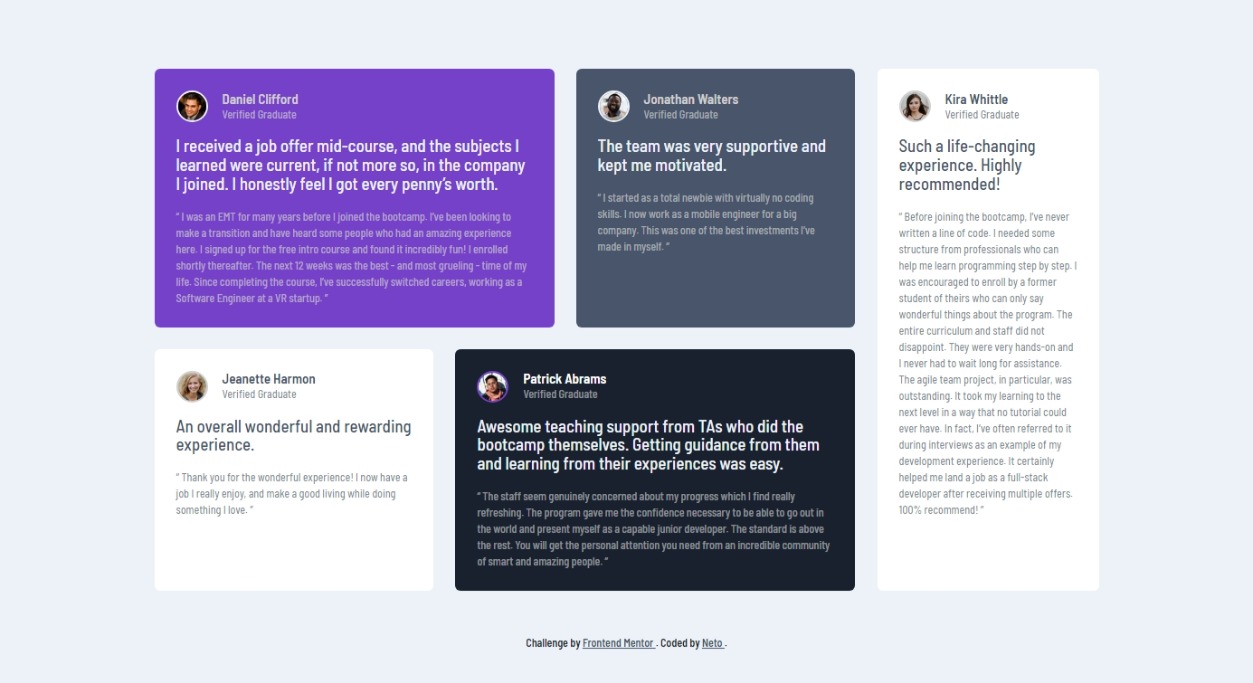 Daniel Clifford
Verified Graduate
I received a job offer mid-course, and the subjects I
learned were current, if not more so, in the company
I joined. I honestly feel I got every penny’s worth.
“ I was an EMT for many years before I joined the bootcamp. I’ve been looking to
make a transition and have heard some people who had an amazing experience
here. I signed up for the free intro course and found it incredibly fun! I enrolled
shortly thereafter. The next 12 weeks was the best - and most grueling - time of my
life. Since completing the course, I’ve successfully switched careers, working as a
Software Engineer at a VR startup. ”
Jonathan Walters
Verified Graduate
The team was very supportive and
kept me motivated.
“ I started as a total newbie with virtually no coding
skills. I now work as a mobile engineer for a big
company. This was one of the best investments I’ve
made in myself. ”
Kira Whittle
Verified Graduate
Such a life-changing
experience. Highly
recommended!
“ Before joining the bootcamp, I’ve never
written a line of code. I needed some
structure from professionals who can
help me learn programming step by step. I
was encouraged to enroll by a former
student of theirs who can only say
wonderful things about the program. The
entire curriculum and staff did not
disappoint. They were very hands-on and
I never had to wait long for assistance.
The agile team project, in particular, was
outstanding. It took my learning to the
next level in a way that no tutorial could
ever have. In fact, I’ve often referred to it
during interviews as an example of my
development experience. It certainly
helped me land a job as a full-stack
developer after receiving multiple offers.
100% recommend! ”
Jeanette Harmon
Verified Graduate
An overall wonderful and rewarding
experience.
“ Thank you for the wonderful experience! I now have a
job I really enjoy, and make a good living while doing
something I love. ”
Patrick Abrams
Verified Graduate
Awesome teaching support from TAs who did the
bootcamp themselves. Getting guidance from them
and learning from their experiences was easy.
“ The staff seem genuinely concerned about my progress which I find really
refreshing. The program gave me the confidence necessary to be able to go out in
the world and present myself as a capable junior developer. The standard is above
the rest. You will get the personal attention you need from an incredible community
of smart and amazing people. ”
Challenge by Frontend Mentor . Coded by Neto .